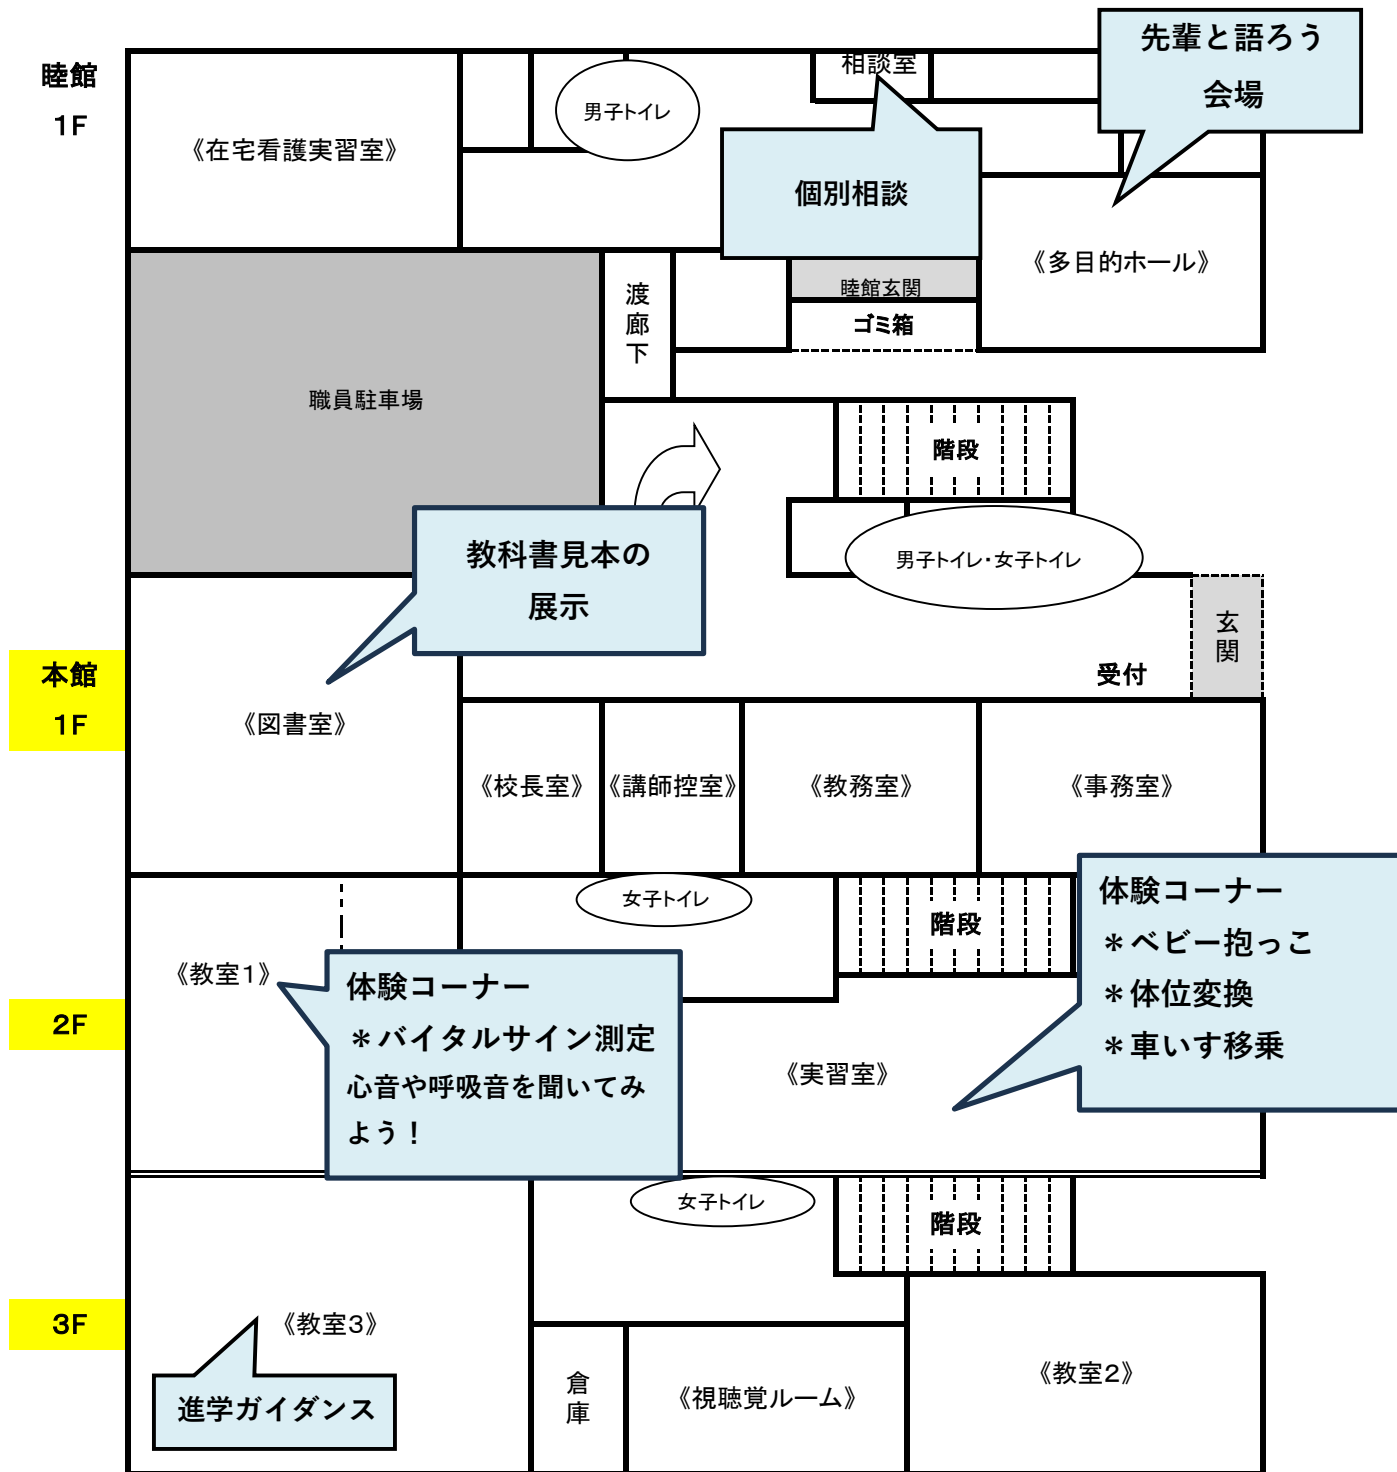 睦館
1F
《在宅看護実習室》
男子トイレ
相談室
先輩と語ろう
会場
個別相談
《多目的ホール》
渡
廊
下
睦館玄関
ゴミ箱
職員駐車場
階段
教科書見本の
展示
男子トイレ・女子トイレ
玄
関
受付
本館
1F
《図書室》
《校長室》
《講師控室》
《教務室》
《事務室》
女子トイレ
階段
体験コーナー
＊ベビー抱っこ
＊体位変換
＊車いす移乗
《教室1》
体験コーナー
＊バイタルサイン測定
心音や呼吸音を聞いてみ
よう！
2F
《実習室》
女子トイレ
階段
3F
《教室3》
進学ガイダンス
倉
庫
《視聴覚ルーム》
《教室2》